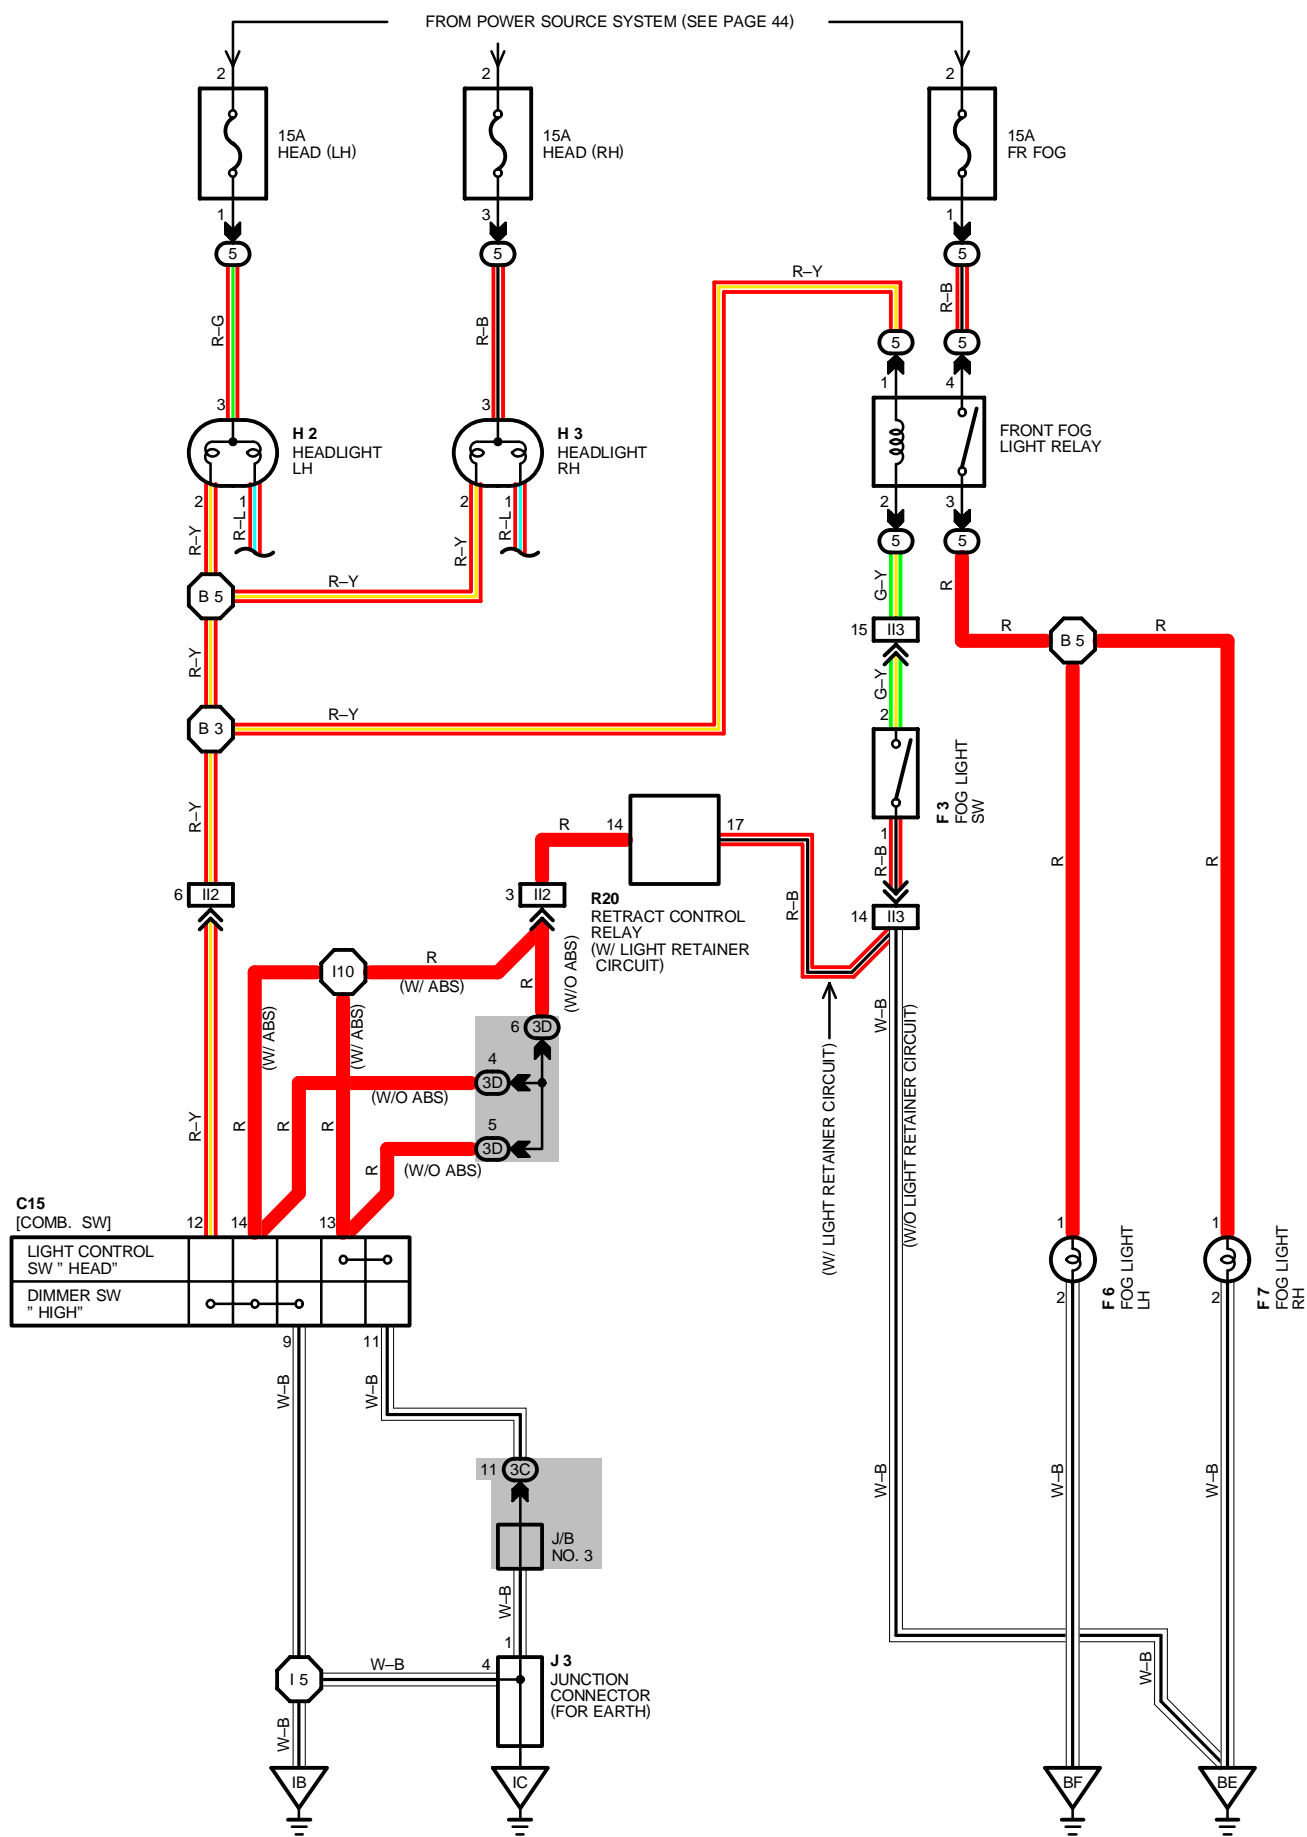 FROM POWER SOURCE SYSTEM (SEE PAGE 44)
2
2
2
15A
HEAD (LH)
15A
HEAD (RH)
15A
FR FOG
1
3
1
5
5
5
R–G
R–B
R–Y
R–B
5
5
1
4
3
3
H 2
HEADLIGHT
LH
H 3
HEADLIGHT
RH
FRONT FOG
LIGHT RELAY
2
1
2
1
2
3
R–Y
R–L
R–Y
R–L
5
5
B 5
R–Y
G–Y
R
15
II3
R
B 5
R
R–Y
G–Y
2
B 3
R–Y
F 3
FOG LIGHT
SW
R–Y
R
14
17
1
R–B
R
R
6
II2
3
II2
R20
RETRACT CONTROL
RELAY
(W/ LIGHT RETAINER
CIRCUIT)
R–B
14
II3
I10
R
(W/ ABS)
R
(W/O ABS)
W–B
(W/ ABS)
(W/ ABS)
6
3D
4
3D
(W/O ABS)
5
3D
(W/O ABS)
R–Y
R
R
R
R
(W/ LIGHT RETAINER CIRCUIT)
(W/O LIGHT RETAINER CIRCUIT)
C15
[COMB. SW]
12
14
13
1
1
LIGHT CONTROL
SW ” HEAD”
DIMMER SW
” HIGH”
F 6
FOG LIGHT
LH
F 7
FOG LIGHT
RH
2
2
9
11
W–B
W–B
11
3C
W–B
W–B
W–B
J/B
NO. 3
W–B
1
I 5
W–B
4
J 3
JUNCTION
CONNECTOR
(FOR EARTH)
W–B
W–B
IB
IC
BF
BE